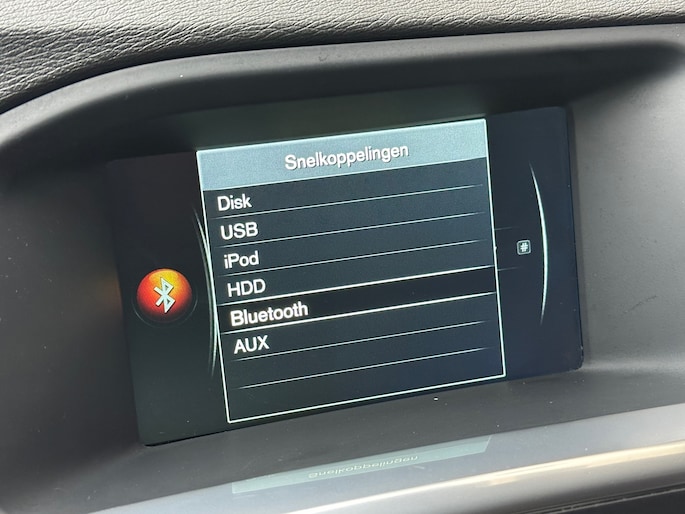 Snelkoppelingen
Disk
USB
iPod
HDD
Bluetooth
AUX
#